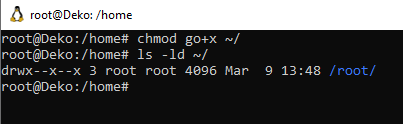 root@Deko: /home
root@Deko:/home# chmod go+x ~/
root@Deko:/home# ls -ld ~/
drwx--x--x 3 root root 4096 Mar  9 13:48 /root/
root@Deko:/home#